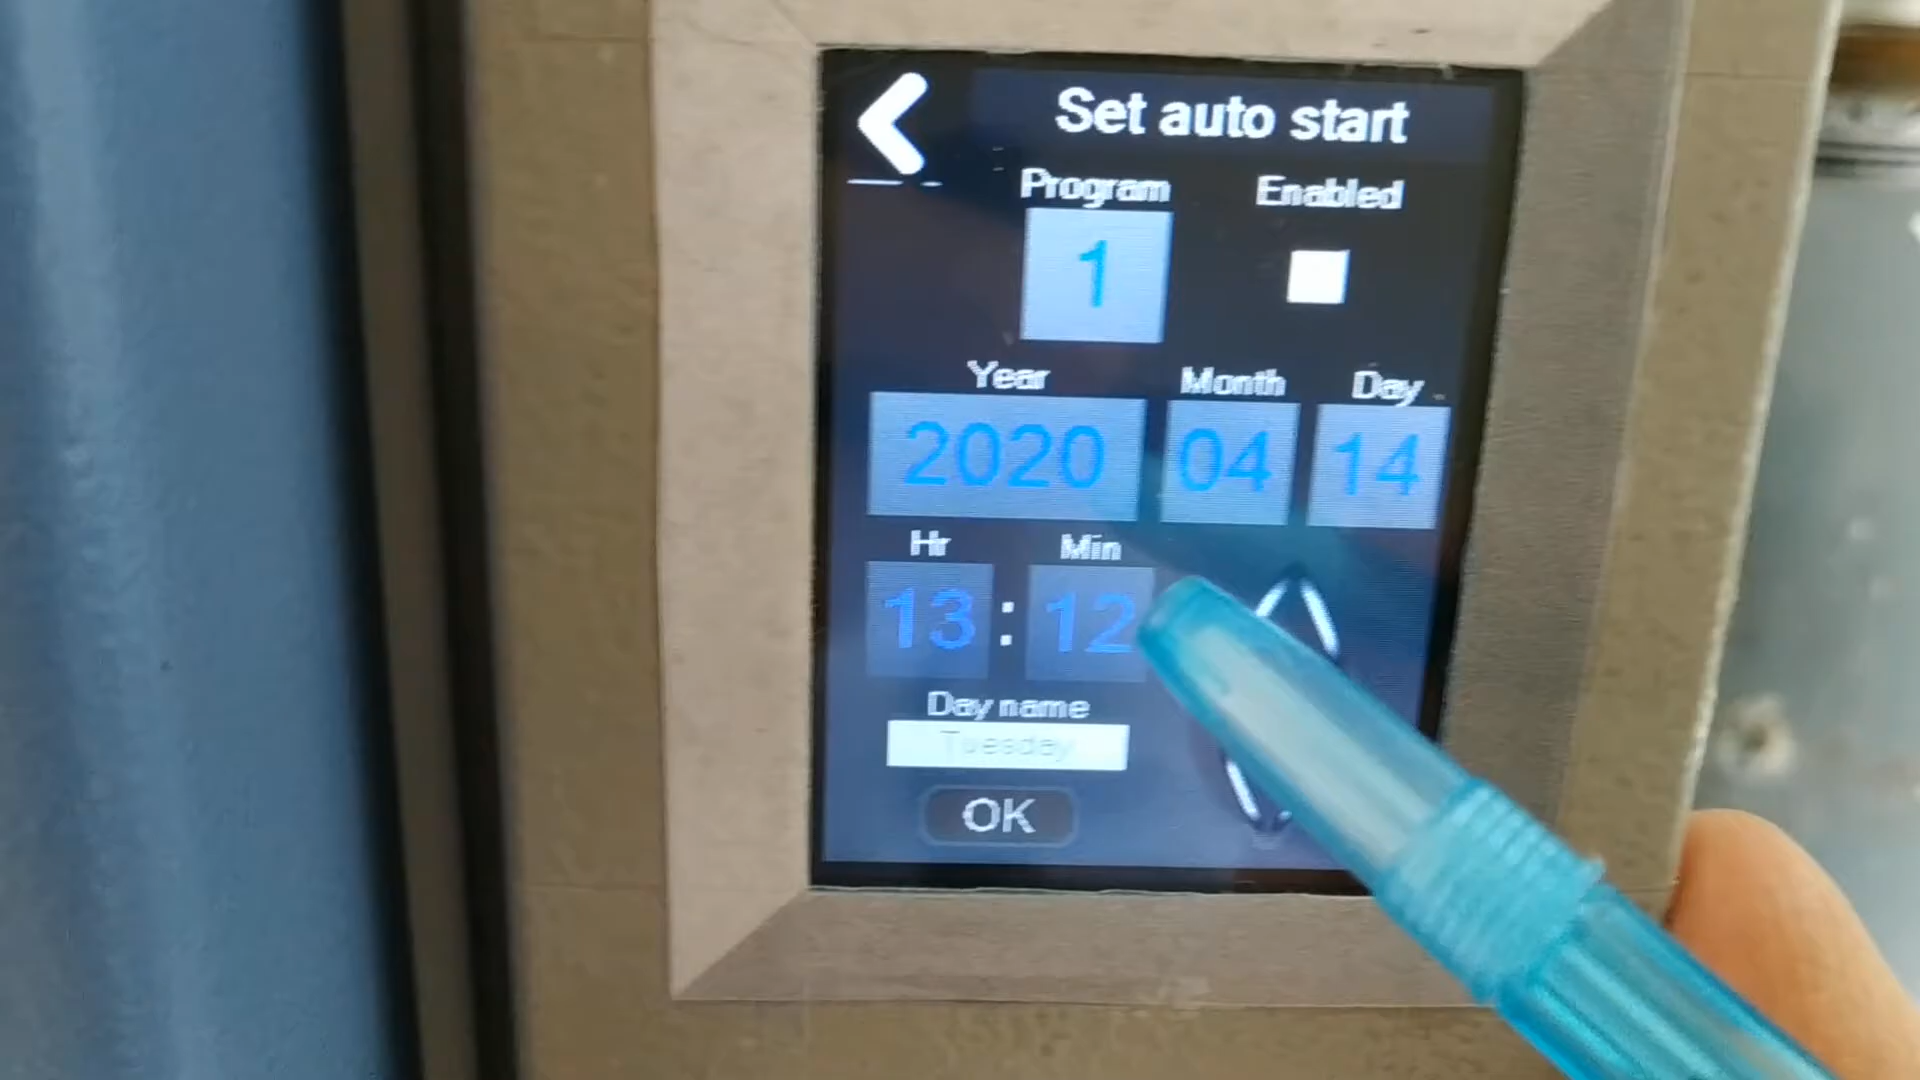 Set auto start
Program Enabled
1
Year Month Day
2020 04 14
Hr Min
13 : 12
Day name
Tuesday
OK